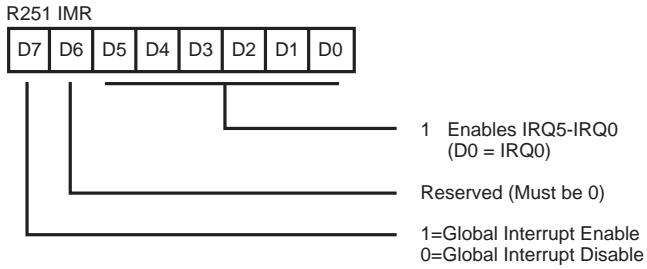 R251 IMR
D7 D6 D5 D4 D3 D2 D1 D0
1 Enables IRQ5-IRQ0
(D0 = IRQ0)
Reserved (Must be 0)
1=Global Interrupt Enable
0=Global Interrupt Disable